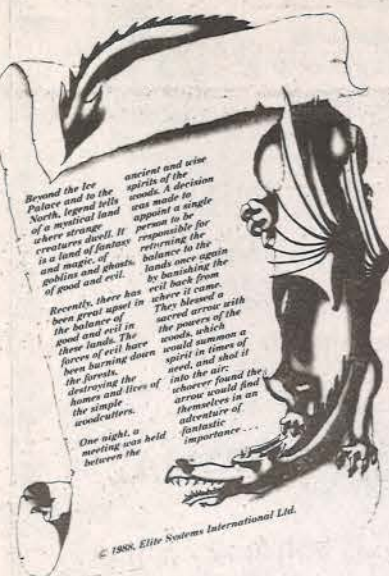 Beyond the Ice
Palace and to the
North, legend tells
of a mystical land
where strange
creatures dwell. It
is a land of fantasy
and magic, of
goblins and ghosts,
of good and evil.
Recently, there has
been great upset in
the balance of
good and evil in
these lands. The
forces of evil have
been burning down
the forests,
destroying the
homes and lives of
the simple
woodcutters.
One night, a
meeting was held
between the
ancient and wise
spirits of the
woods. A decision
was made to
appoint a single
person to be
responsible for
returning the
balance to the
lands once again
by banishing the
evil back from
where it came.
They blessed a
sacred arrow with
the powers of the
woods, which
would summon a
spirit in times of
need, and shot it
into the air;
whoever found the
arrow would find
themselves in an
adventure of
fantastic
importance . . .
© 1988, Elite Systems International Ltd.